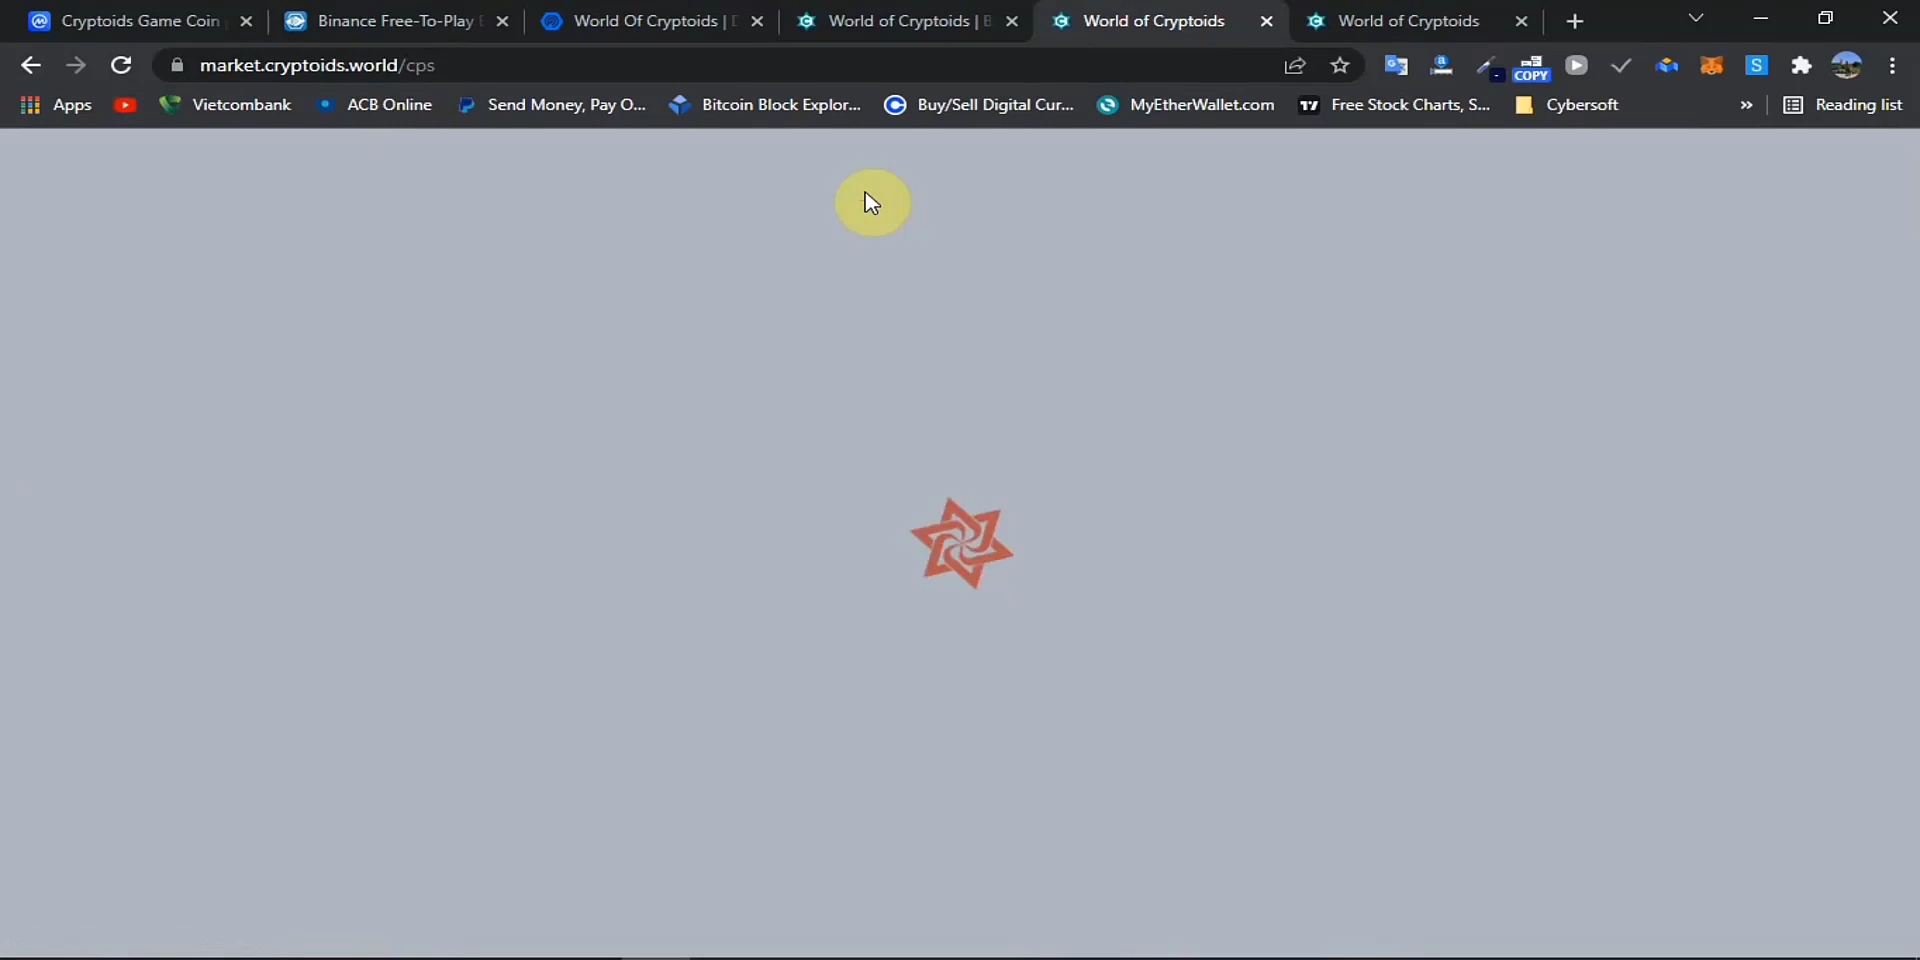 Cryptoids Game Coin
Binance Free-To-Play
World Of Cryptoids |
World of Cryptoids |
World of Cryptoids
World of Cryptoids
market.cryptoids.world/cps
COPY
Apps
Vietcombank
ACB Online
Send Money, Pay O...
Bitcoin Block Explor...
Buy/Sell Digital Cur...
MyEtherWallet.com
Free Stock Charts, S...
Cybersoft
»
Reading list